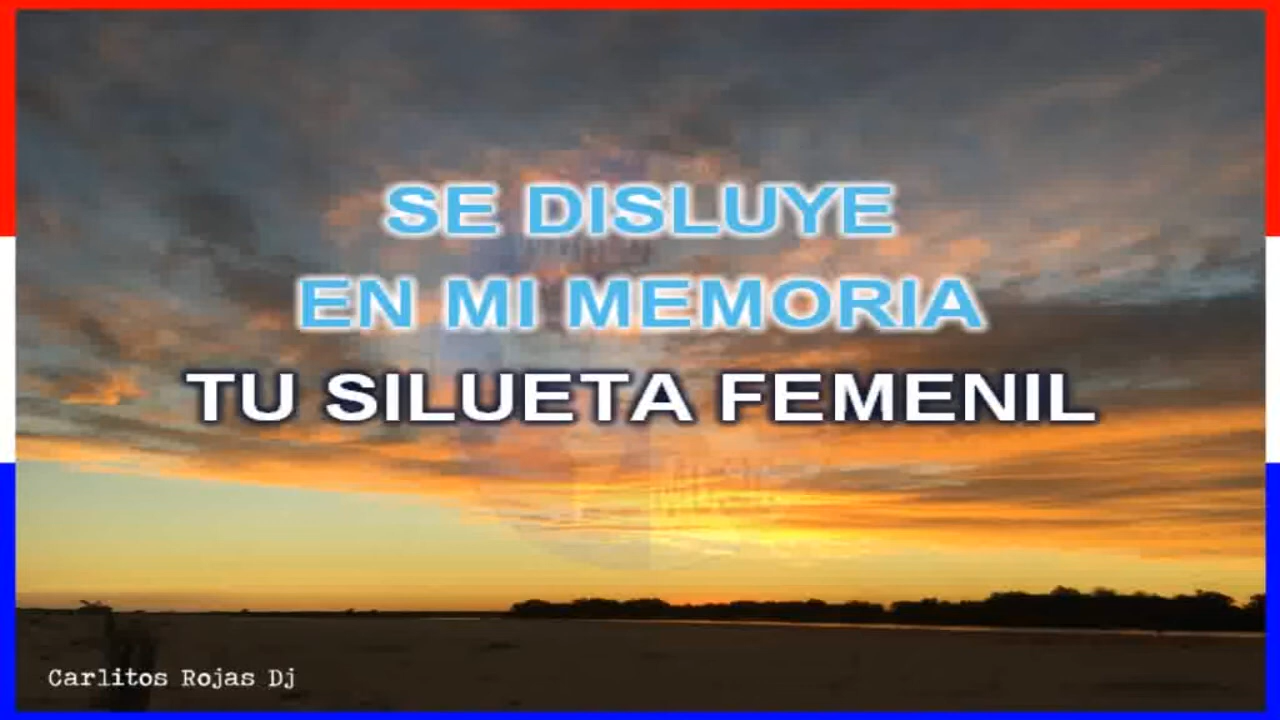 SE DISLUYE
EN MI MEMORIA
TU SILUETA FEMENIL
Carlitos Rojas Dj